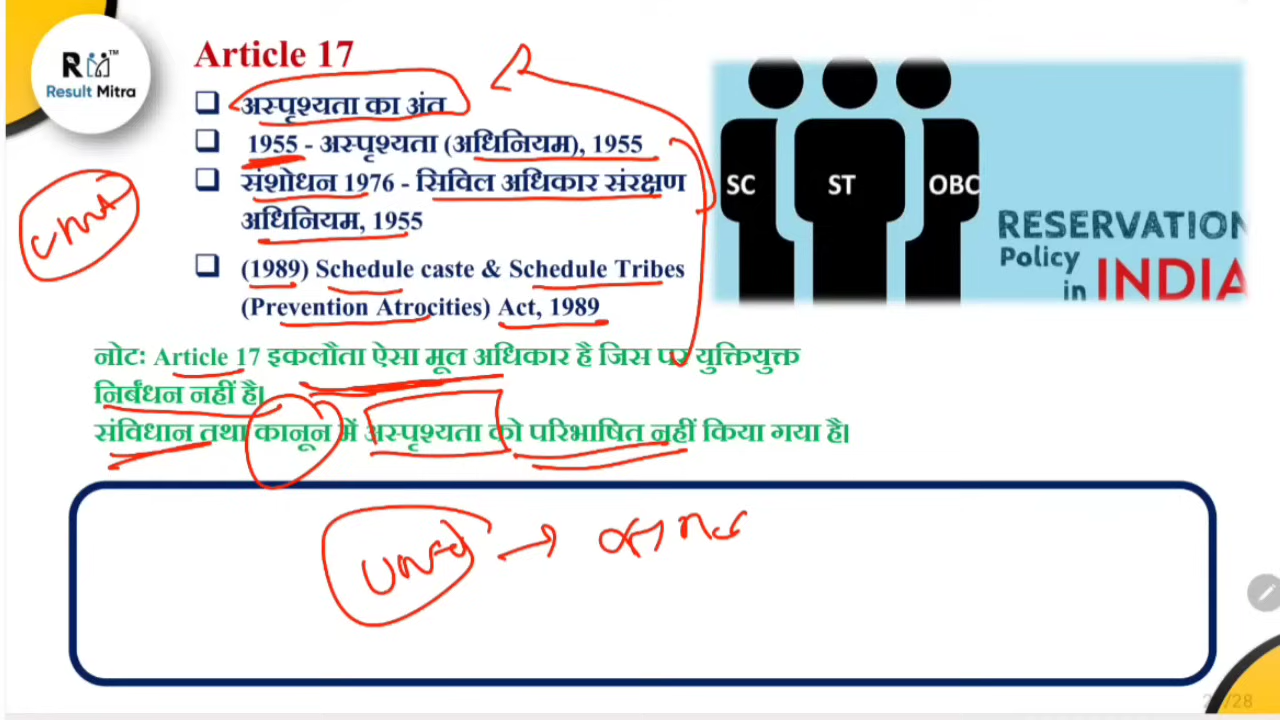 R TM
Result Mitra
Article 17
अस्पृश्यता का अंत
1955 - अस्पृश्यता (अधिनियम), 1955
संशोधन 1976 - सिविल अधिकार संरक्षण
अधिनियम, 1955
(1989) Schedule caste & Schedule Tribes
(Prevention Atrocities) Act, 1989
नोटः Article 17 इकलौता ऐसा मूल अधिकार है जिस पर युक्तियुक्त
निर्बंधन नहीं है।
संविधान तथा कानून में अस्पृश्यता को परिभाषित नहीं किया गया है।
SC ST OBC
RESERVATION
Policy
in INDIA